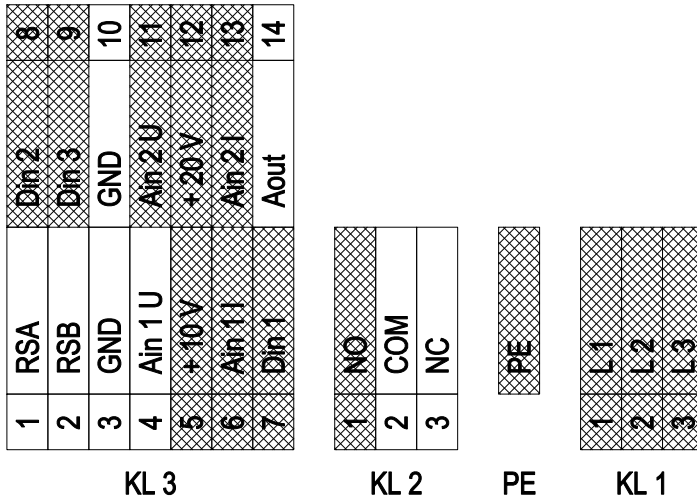 8 9 10 11 12 13 14
Din 2 Din 3 GND Ain 2 U + 20 V Ain 2 I Aout
RSA RSB GND Ain 1 U + 10 V Ain 1 I Din 1
1 2 3 4 5 6 7
KL 3
NO COM NC
1 2 3
KL 2
PE
PE
L1 L2 L3
1 2 3
KL 1